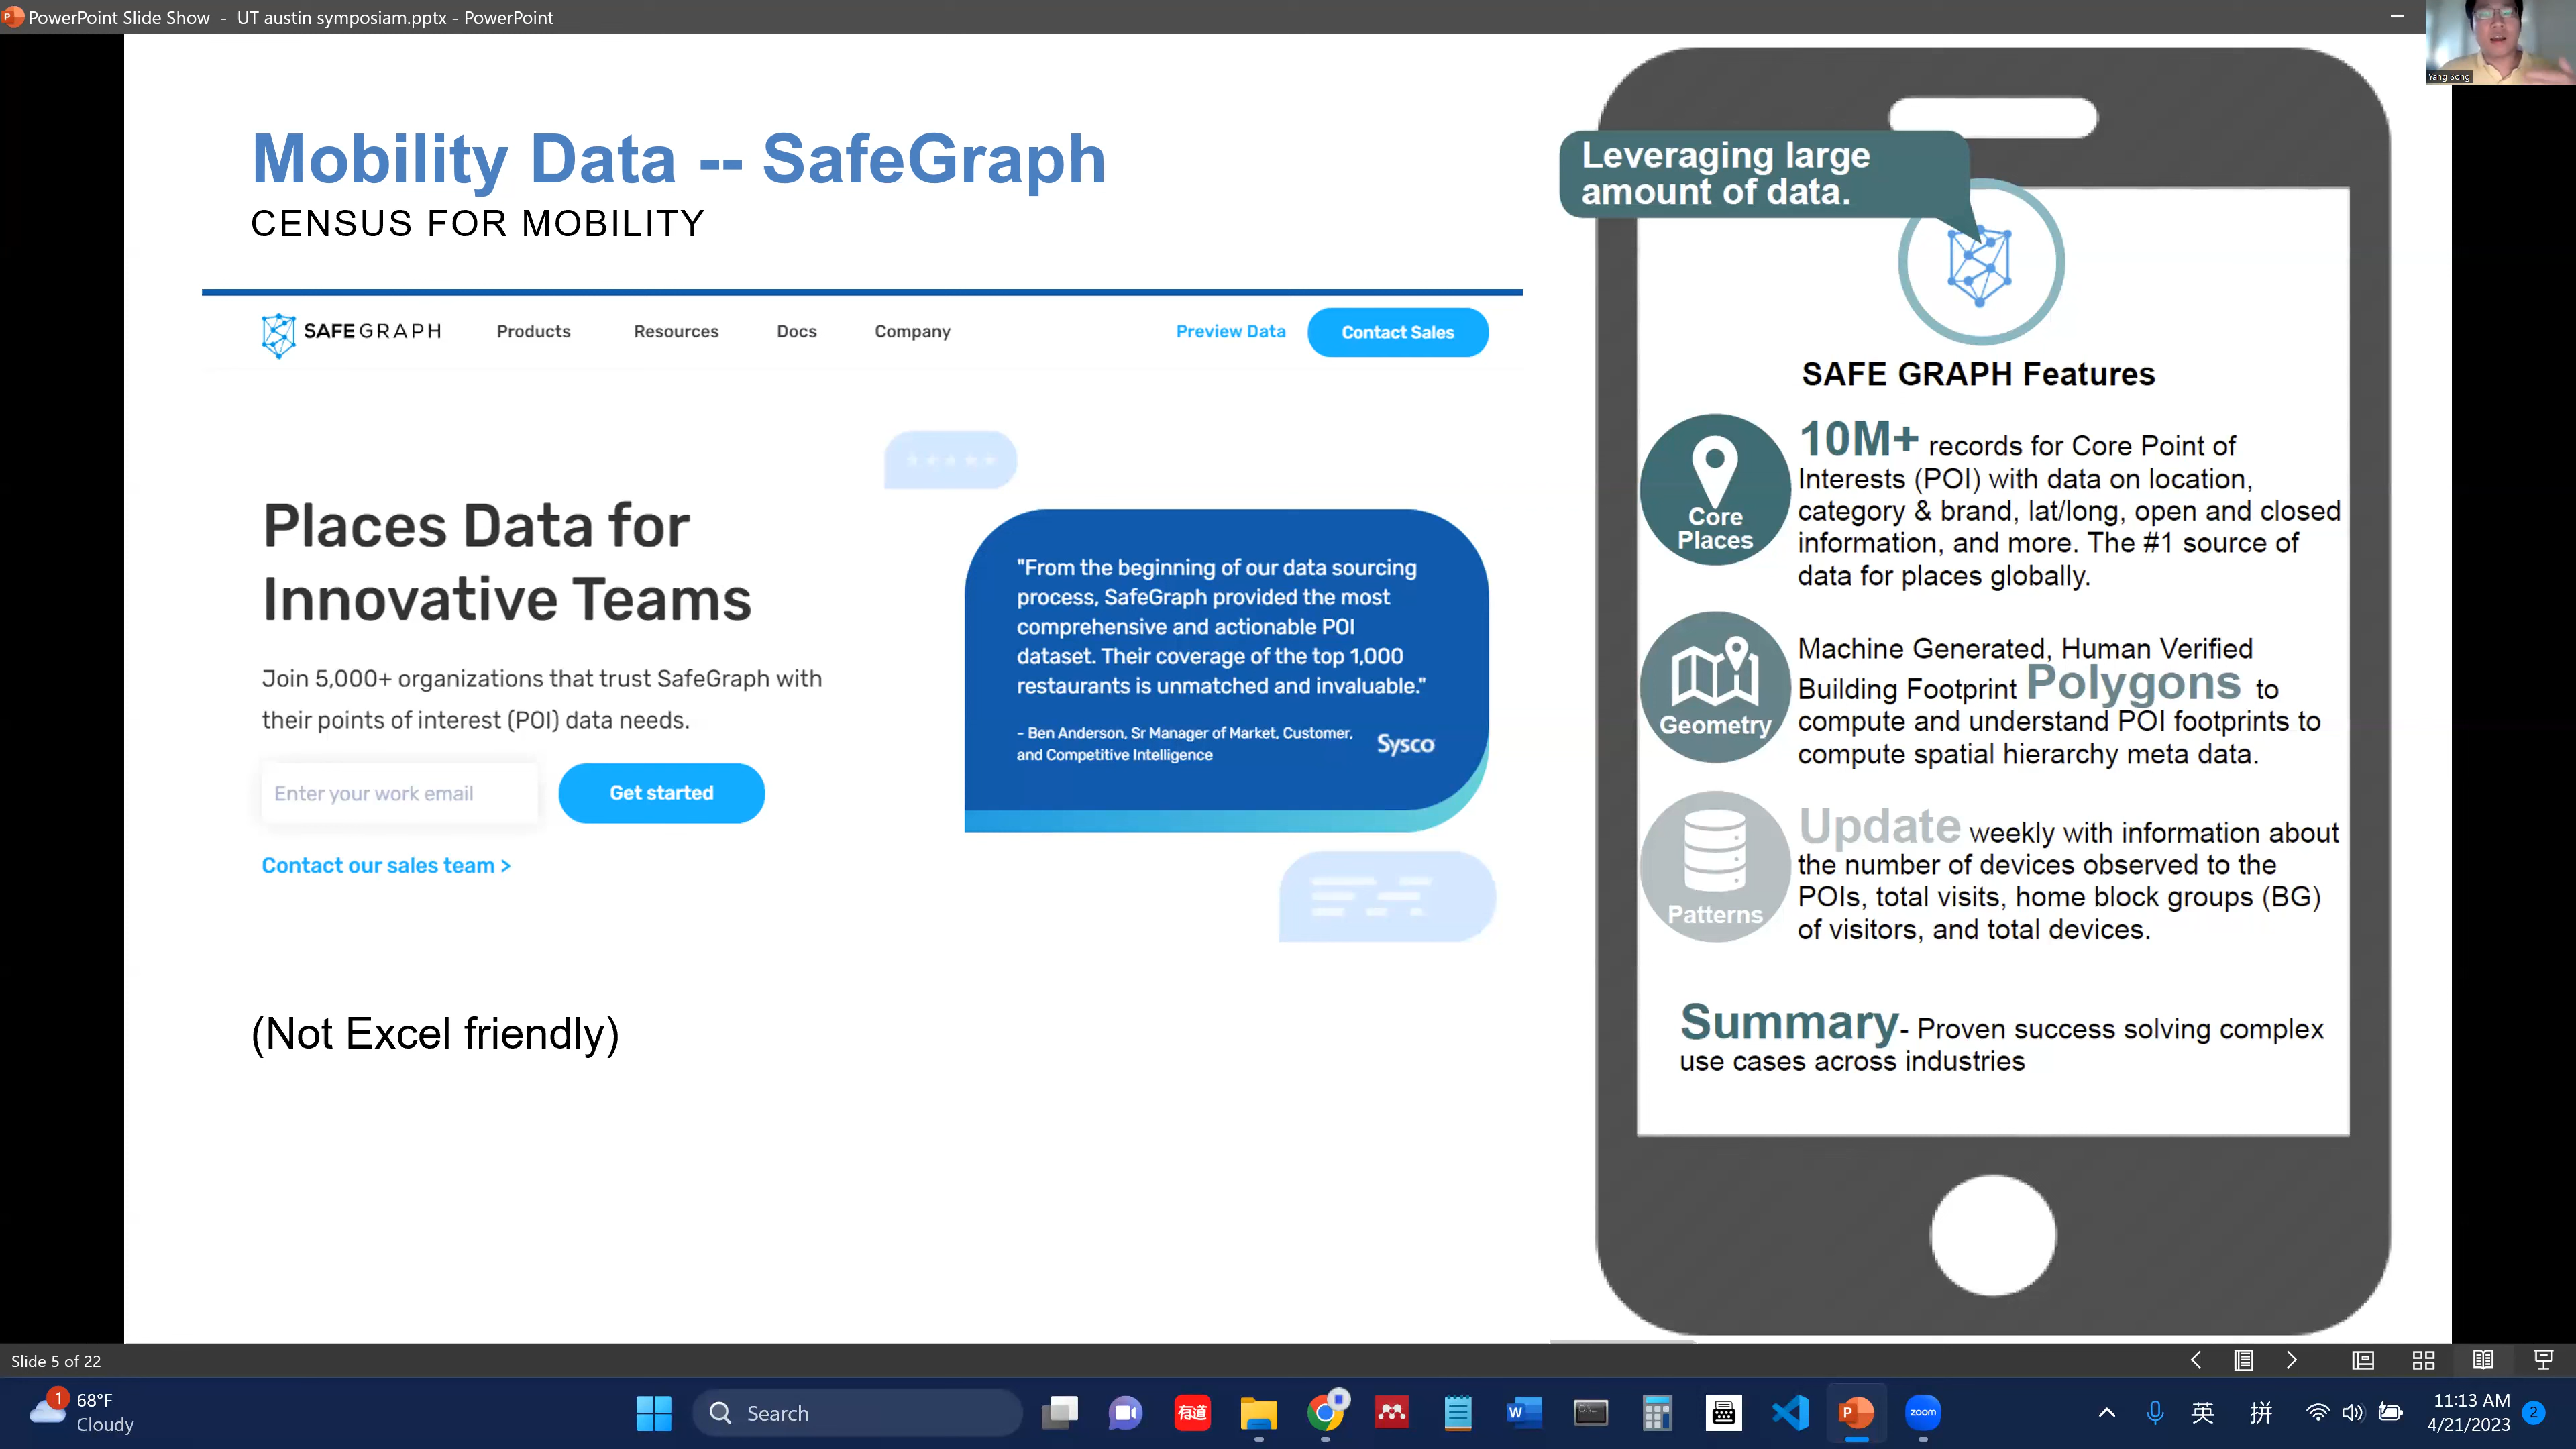 PowerPoint Slide Show - UT austin symposiam.pptx - PowerPoint
Yang Song
Mobility Data -- SafeGraph
CENSUS FOR MOBILITY
SAFEGRAPH Products Resources Docs Company Preview Data Contact Sales
Places Data for
Innovative Teams
Join 5,000+ organizations that trust SafeGraph with
their points of interest (POI) data needs.
Enter your work email Get started
Contact our sales team >
"From the beginning of our data sourcing
process, SafeGraph provided the most
comprehensive and actionable POI
dataset. Their coverage of the top 1,000
restaurants is unmatched and invaluable."
- Ben Anderson, Sr Manager of Market, Customer,
and Competitive Intelligence
Sysco
(Not Excel friendly)
Leveraging large
amount of data.
SAFE GRAPH Features
Core
Places
10M+ records for Core Point of
Interests (POI) with data on location,
category & brand, lat/long, open and closed
information, and more. The #1 source of
data for places globally.
Geometry
Machine Generated, Human Verified
Building Footprint Polygons to
compute and understand POI footprints to
compute spatial hierarchy meta data.
Patterns
Update weekly with information about
the number of devices observed to the
POIs, total visits, home block groups (BG)
of visitors, and total devices.
Summary- Proven success solving complex
use cases across industries
Slide 5 of 22
1
68°F
Cloudy
Search
有道
W
P
zoom
英
拼
11:13 AM
4/21/2023
2